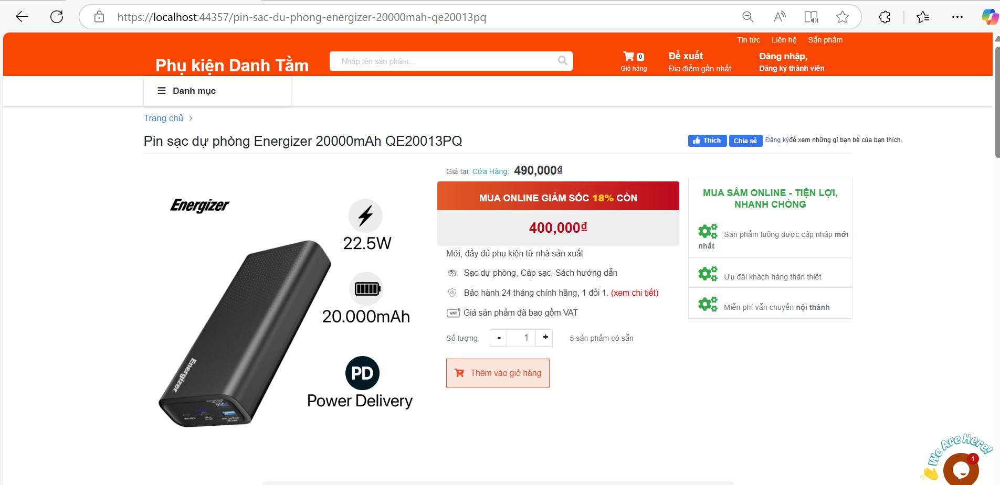 https://localhost:44357/pin-sac-du-phong-energizer-20000mah-qe20013pq
Tin tức Liên hệ Sản phẩm
Phụ kiện Danh Tằm
Nhập tên sản phẩm...
0
Giỏ hàng
Đề xuất
Địa điểm gần nhất
Đăng nhập,
Đăng ký thành viên
Danh mục
Trang chủ ›
Pin sạc dự phòng Energizer 20000mAh QE20013PQ
Thích Chia sẻ Đăng ký để xem những gì bạn bè của bạn thích.
Energizer
22.5W
20.000mAh
PD
Power Delivery
Energizer
Giá tại: Cửa Hàng: 490,000₫
MUA ONLINE GIẢM SỐC 18% CÒN
400,000₫
Mới, đầy đủ phụ kiện từ nhà sản xuất
Sạc dự phòng, Cáp sạc, Sách hướng dẫn
Bảo hành 24 tháng chính hãng, 1 đổi 1. (xem chi tiết)
VAT Giá sản phẩm đã bao gồm VAT
Số lượng - 1 + 5 sản phẩm có sẵn
Thêm vào giỏ hàng
MUA SẮM ONLINE - TIỆN LỢI,
NHANH CHÓNG
Sản phẩm luông được cập nhập mới
nhất
Ưu đãi khách hàng thân thiết
Miễn phí vẫn chuyển nội thành
We Are Here!
1